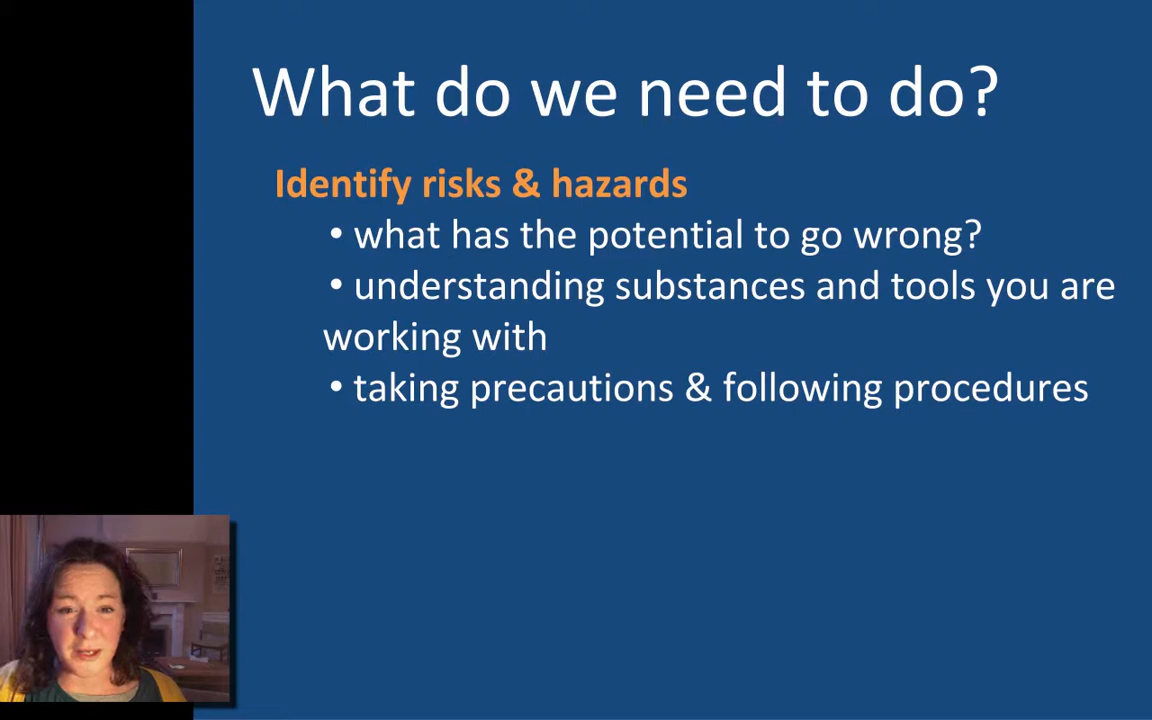 What do we need to do?
Identify risks & hazards
• what has the potential to go wrong?
• understanding substances and tools you are
working with
• taking precautions & following procedures